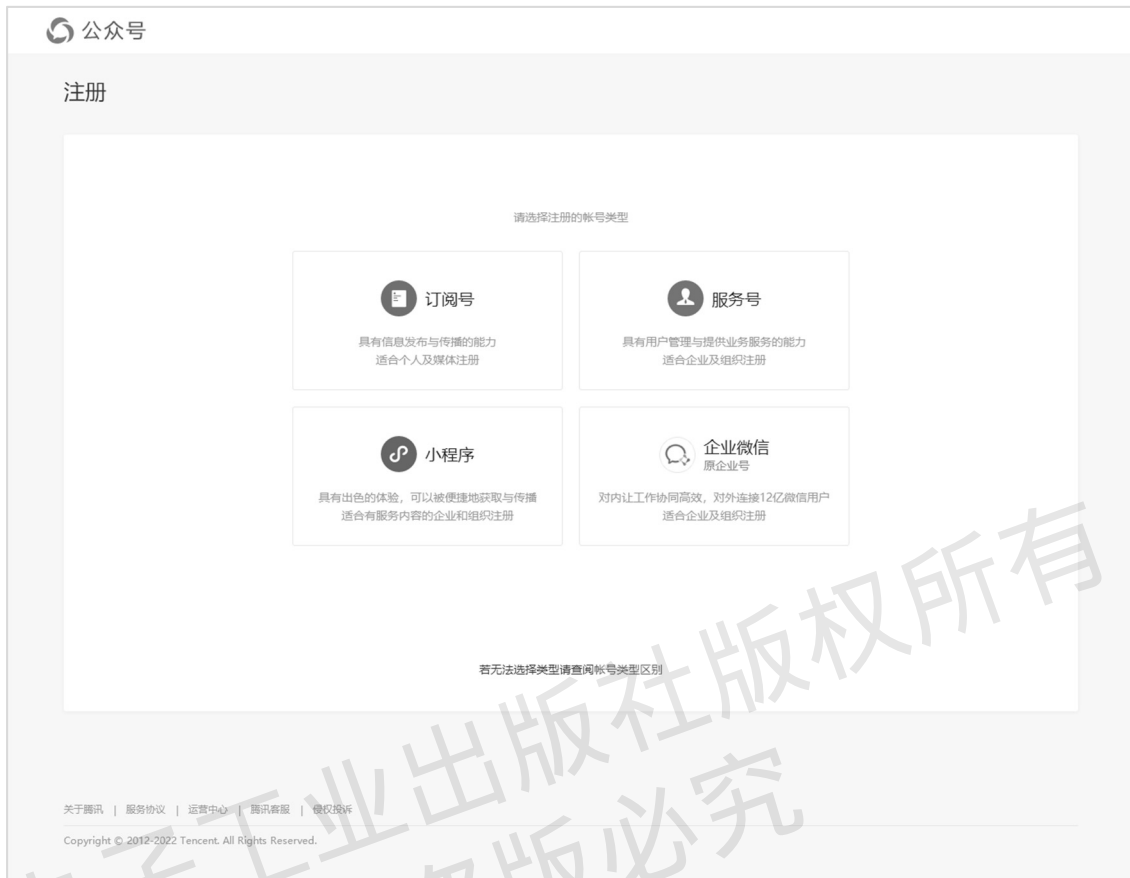 公众号
注册
请选择注册的帐号类型
订阅号
具有信息发布与传播的能力
适合个人及媒体注册
服务号
具有用户管理与提供业务服务的能力
适合企业及组织注册
小程序
具有出色的体验，可以被便捷地获取与传播
适合有服务内容的企业和组织注册
企业微信
原企业号
对内让工作协同高效，对外连接12亿微信用户
适合企业及组织注册
若无法选择类型请查阅帐号类型区别
关于腾讯 | 服务协议 | 运营中心 | 腾讯客服 | 侵权投诉
Copyright © 2012-2022 Tencent. All Rights Reserved.
子工业出版社版权所有
版必究